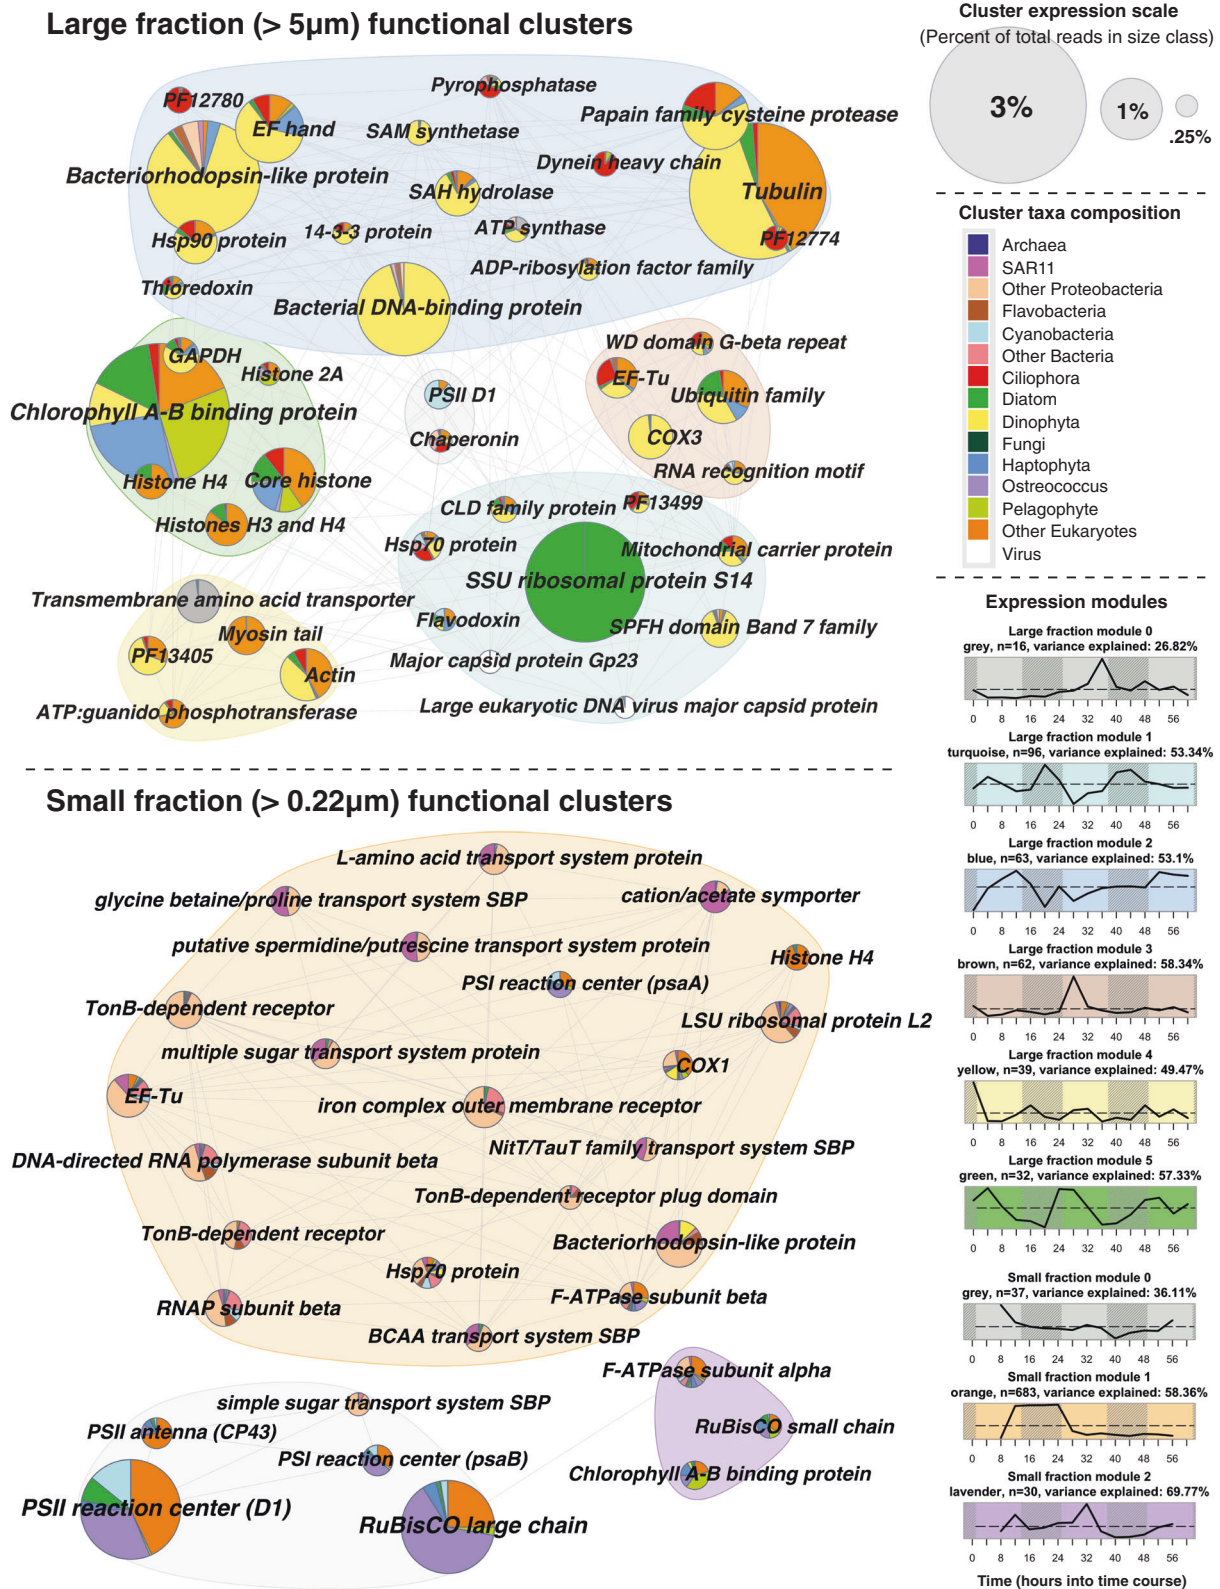 Large fraction (> 5μm) functional clusters
PF12780
EF hand
Pyrophosphatase
SAM synthetase
Papain family cysteine protease
Bacteriorhodopsin-like protein
Dynein heavy chain
SAH hydrolase
Tubulin
Hsp90 protein
14-3-3 protein
ATP synthase
PF12774
Thioredoxin
ADP-ribosylation factor family
Bacterial DNA-binding protein
GAPDH
Histone 2A
Chlorophyll A-B binding protein
Histone H4
Core histone
Histones H3 and H4
PSII D1
Chaperonin
WD domain G-beta repeat
EF-Tu
Ubiquitin family
COX3
RNA recognition motif
CLD family protein
PF13499
Hsp70 protein
Mitochondrial carrier protein
SSU ribosomal protein S14
Flavodoxin
SPFH domain Band 7 family
Major capsid protein Gp23
Large eukaryotic DNA virus major capsid protein
Transmembrane amino acid transporter
Myosin tail
PF13405
Actin
ATP:guanido phosphotransferase
Small fraction (> 0.22μm) functional clusters
L-amino acid transport system protein
glycine betaine/proline transport system SBP
cation/acetate symporter
putative spermidine/putrescine transport system protein
Histone H4
PSI reaction center (psaA)
TonB-dependent receptor
LSU ribosomal protein L2
multiple sugar transport system protein
COX1
EF-Tu
iron complex outer membrane receptor
NitT/TauT family transport system SBP
DNA-directed RNA polymerase subunit beta
TonB-dependent receptor plug domain
TonB-dependent receptor
Bacteriorhodopsin-like protein
Hsp70 protein
RNAP subunit beta
F-ATPase subunit beta
BCAA transport system SBP
F-ATPase subunit alpha
simple sugar transport system SBP
RuBisCO small chain
PSII antenna (CP43)
PSI reaction center (psaB)
Chlorophyll A-B binding protein
PSII reaction center (D1)
RuBisCO large chain
Cluster expression scale
(Percent of total reads in size class)
3%
1%
.25%
Cluster taxa composition
Archaea
SAR11
Other Proteobacteria
Flavobacteria
Cyanobacteria
Other Bacteria
Ciliophora
Diatom
Dinophyta
Fungi
Haptophyta
Ostreococcus
Pelagophyte
Other Eukaryotes
Virus
Expression modules
Large fraction module 0
grey, n=16, variance explained: 26.82%
0 8 16 24 32 40 48 56
Large fraction module 1
turquoise, n=96, variance explained: 53.34%
0 8 16 24 32 40 48 56
Large fraction module 2
blue, n=63, variance explained: 53.1%
0 8 16 24 32 40 48 56
Large fraction module 3
brown, n=62, variance explained: 58.34%
0 8 16 24 32 40 48 56
Large fraction module 4
yellow, n=39, variance explained: 49.47%
0 8 16 24 32 40 48 56
Large fraction module 5
green, n=32, variance explained: 57.33%
0 8 16 24 32 40 48 56
Small fraction module 0
grey, n=37, variance explained: 36.11%
0 8 16 24 32 40 48 56
Small fraction module 1
orange, n=683, variance explained: 58.36%
0 8 16 24 32 40 48 56
Small fraction module 2
lavender, n=30, variance explained: 69.77%
0 8 16 24 32 40 48 56
Time (hours into time course)